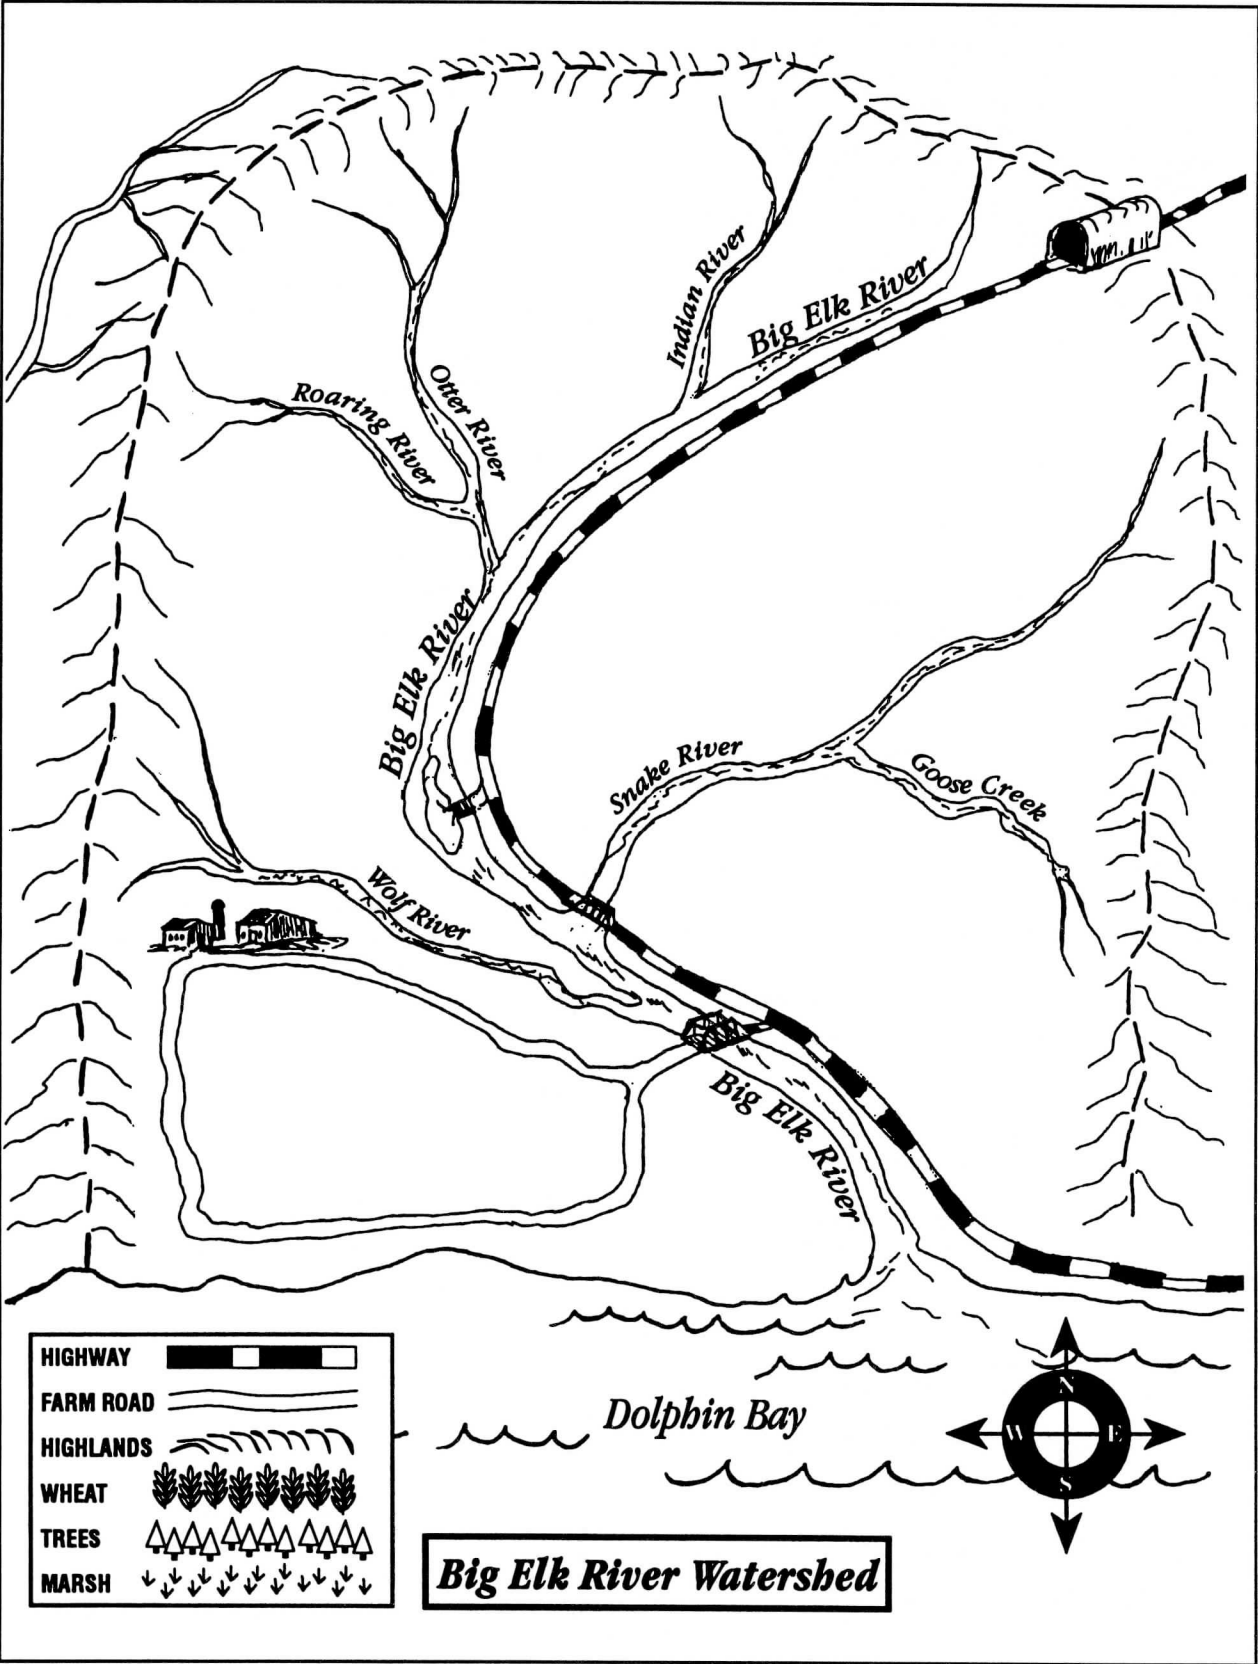 Indian River
Big Elk River
Roaring River
Otter River
Big Elk River
Snake River
Goose Creek
Wolf River
Big Elk River
HIGHWAY
FARM ROAD
HIGHLANDS
WHEAT
TREES
MARSH
Dolphin Bay
N
W E
S
Big Elk River Watershed